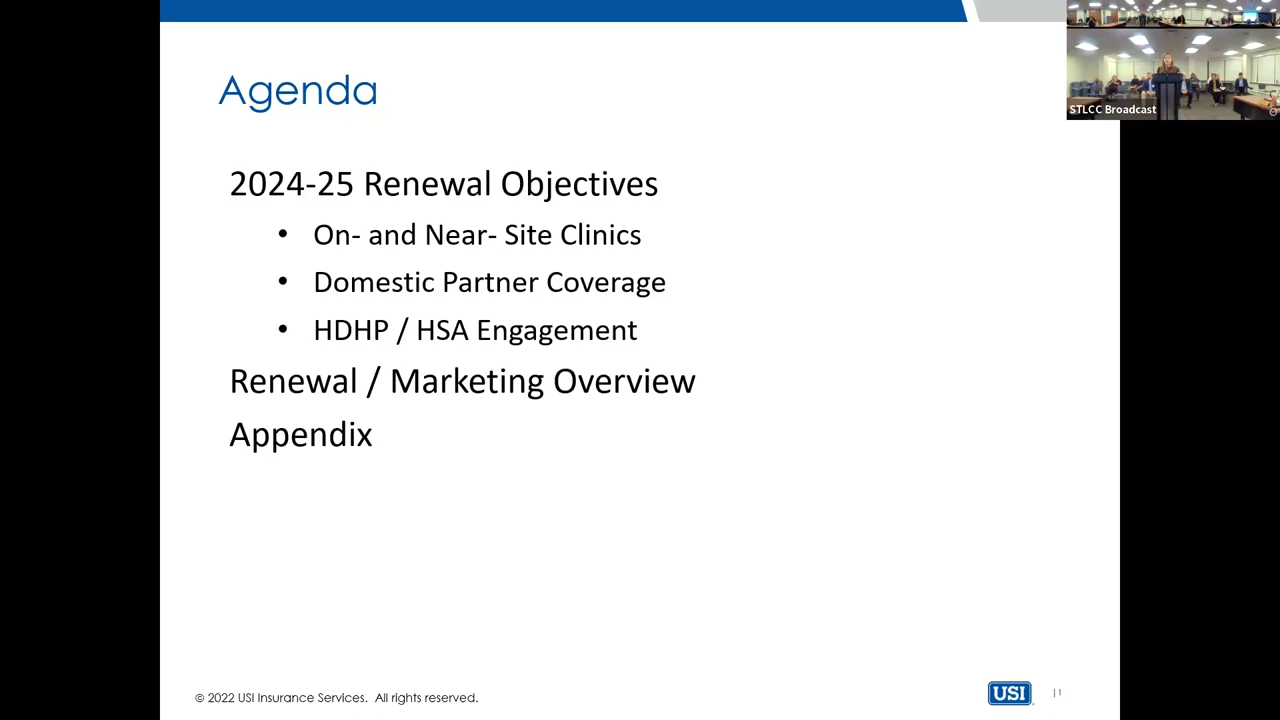 Agenda
STLCC Broadcast
2024-25 Renewal Objectives
• On- and Near- Site Clinics
• Domestic Partner Coverage
• HDHP / HSA Engagement
Renewal / Marketing Overview
Appendix
© 2022 USI Insurance Services. All rights reserved.
USI
|1